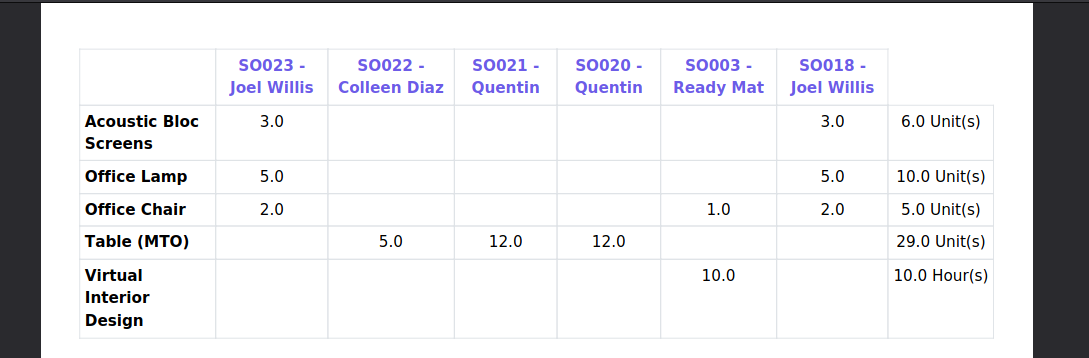 SO023 - SO022 - SO021 - SO020 - SO003 - SO018 -
Joel Willis Colleen Diaz Quentin Quentin Ready Mat Joel Willis
Acoustic Bloc 3.0 3.0 6.0 Unit(s)
Screens
Office Lamp 5.0 5.0 10.0 Unit(s)
Office Chair 2.0 1.0 2.0 5.0 Unit(s)
Table (MTO) 5.0 12.0 12.0 29.0 Unit(s)
Virtual 10.0 10.0 Hour(s)
Interior
Design